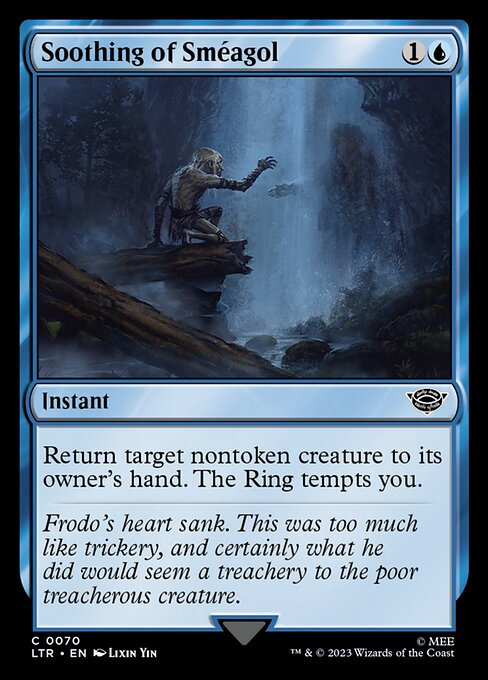 Soothing of Sméagol 1
Instant
Return target nontoken creature to its
owner's hand. The Ring tempts you.
Frodo's heart sank. This was too much
like trickery, and certainly what he
did would seem a treachery to the poor
treacherous creature.
C 0070
LTR • EN Lixin Yin
© MEE
™ & © 2023 Wizards of the Coast